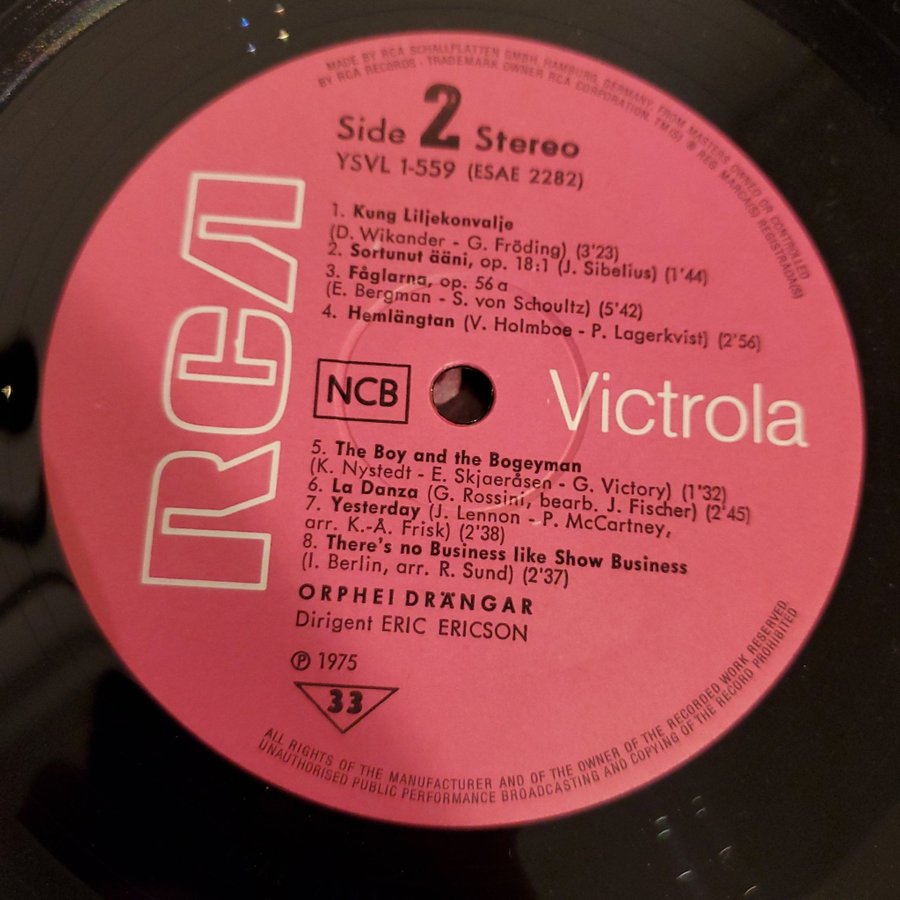 MADE BY RCA SCHALLPLATTEN GMBH, HAMBURG, GERMANY, FROM MASTERS OWNED OR CONTROLLED
BY RCA RECORDS · TRADEMARK OWNER RCA CORPORATION. TM(S) ® REG. MARCA(S) REGISTRADA(S)
Side 2 Stereo
YSVL 1-559 (ESAE 2282)
1. Kung Liljekonvalje
(D. Wikander - G. Fröding) (3'23)
2. Sortunut ääni, op. 18:1 (J. Sibelius) (1'44)
3. Fåglarna, op. 56 a
(E. Bergman - S. von Schoultz) (5'42)
4. Hemlängtan (V. Holmboe - P. Lagerkvist) (2'56)
RCA
NCB
Victrola
5. The Boy and the Bogeyman
(K. Nystedt - E. Skjaeråsen - G. Victory) (1'32)
6. La Danza (G. Rossini, bearb. J. Fischer) (2'45)
7. Yesterday (J. Lennon - P. McCartney,
arr. K.-Å. Frisk) (2'38)
8. There's no Business like Show Business
(I. Berlin, arr. R. Sund) (2'37)
ORPHEI DRÄNGAR
Dirigent ERIC ERICSON
℗ 1975
33
ALL RIGHTS OF THE MANUFACTURER AND OF THE OWNER OF THE RECORDED WORK RESERVED.
UNAUTHORISED PUBLIC PERFORMANCE BROADCASTING AND COPYING OF THE RECORD PROHIBITED